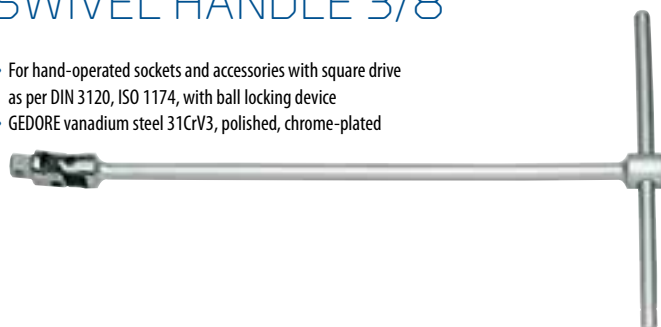 SWIVEL HANDLE 3/8
• For hand-operated sockets and accessories with square drive
as per DIN 3120, ISO 1174, with ball locking device
• GEDORE vanadium steel 31CrV3, polished, chrome-plated